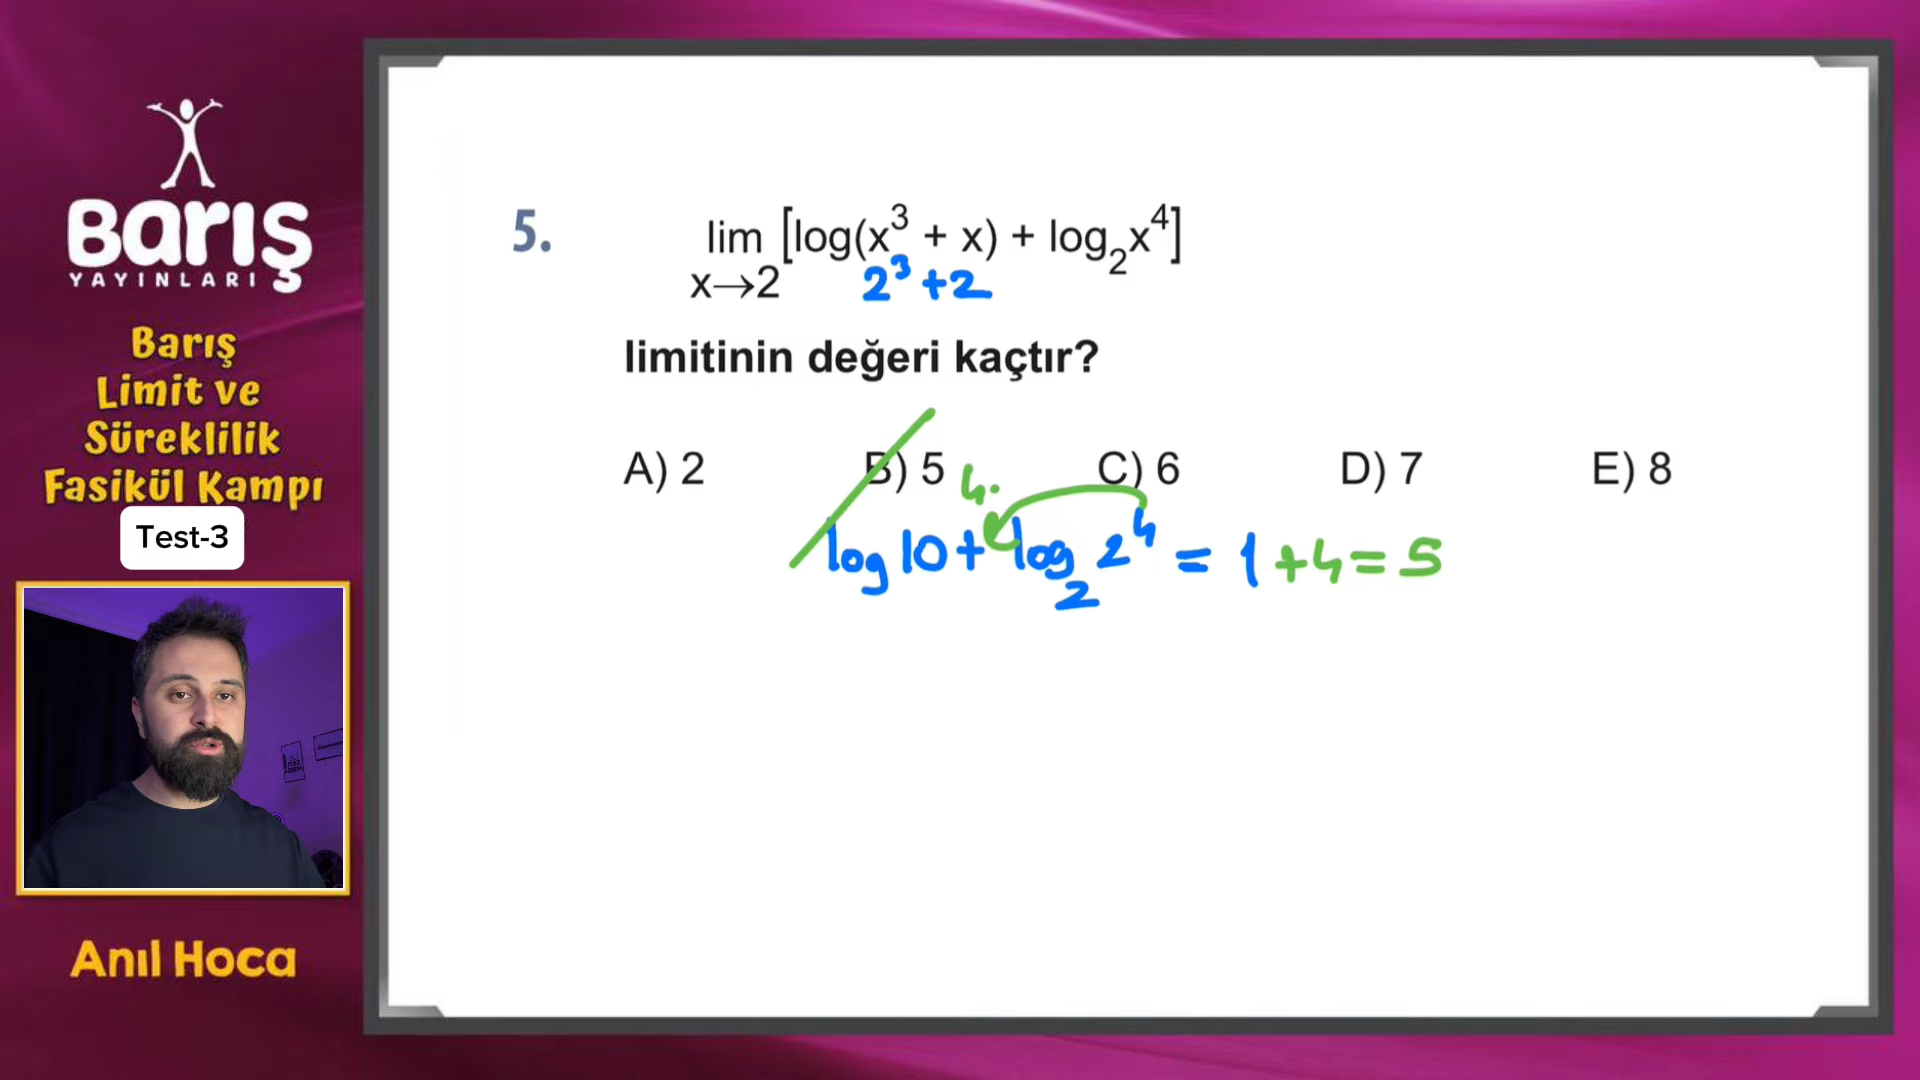 Barış
YAYINLARI
Barış
Limit ve
Süreklilik
Fasikül Kampı
Test-3
Anıl Hoca
5. lim [log(x³ + x) + log₂x⁴]
x→2 2³ + 2
limitinin değeri kaçtır?
A) 2 B) 5 C) 6 D) 7 E) 8
4.
log 10 + log₂ 2⁴ = 1 + 4 = 5